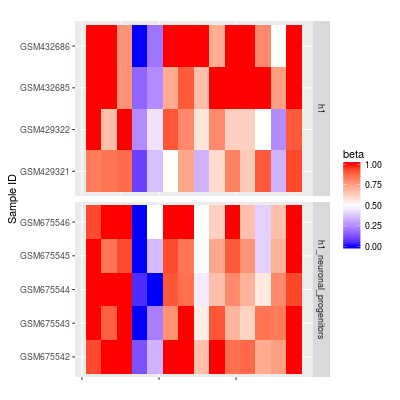 GSM432686
GSM432685
GSM429322
GSM429321
h1
Sample ID
GSM675546
GSM675545
GSM675544
GSM675543
GSM675542
h1_neuronal_progenitors
beta
1.00
0.75
0.50
0.25
0.00